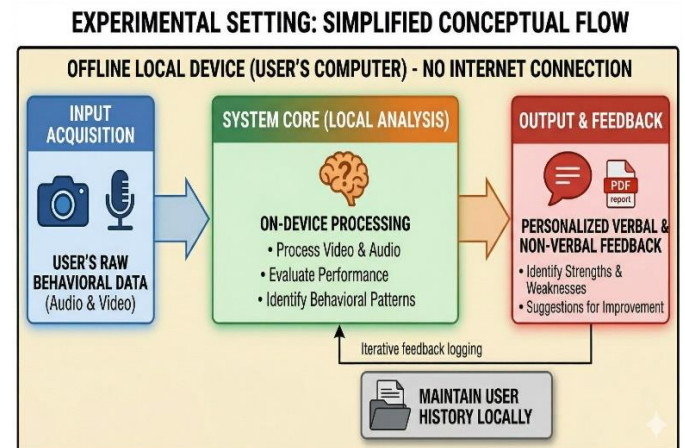 EXPERIMENTAL SETTING: SIMPLIFIED CONCEPTUAL FLOW
OFFLINE LOCAL DEVICE (USER'S COMPUTER) - NO INTERNET CONNECTION
INPUT
ACQUISITION
USER'S RAW
BEHAVIORAL DATA
(Audio & Video)
SYSTEM CORE (LOCAL ANALYSIS)
?
ON-DEVICE PROCESSING
• Process Video & Audio
• Evaluate Performance
• Identify Behavioral Patterns
OUTPUT & FEEDBACK
PDF
report
PERSONALIZED VERBAL &
NON-VERBAL FEEDBACK
• Identify Strengths &
Weaknesses
• Suggestions for Improvement
Iterative feedback logging
MAINTAIN USER
HISTORY LOCALLY